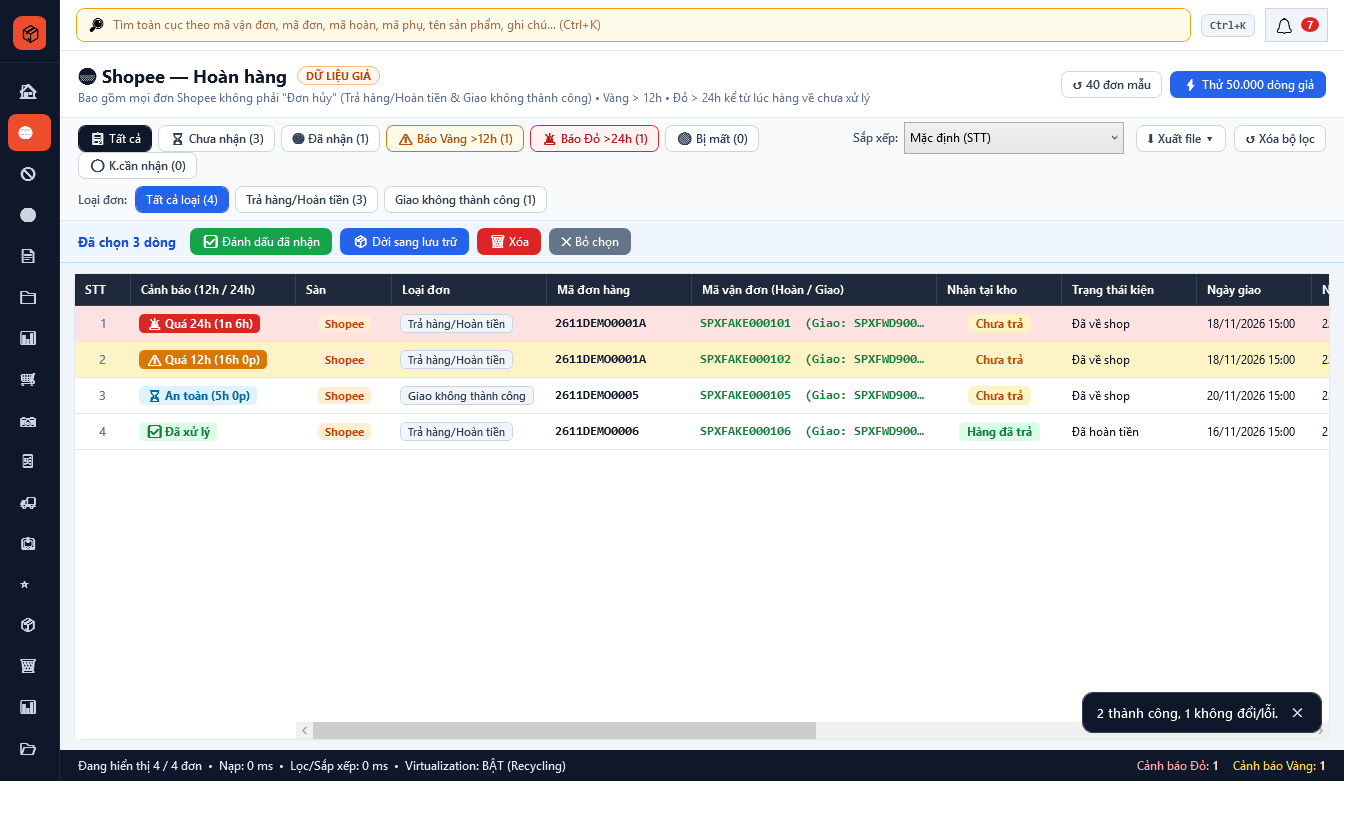 Tìm toàn cục theo mã vận đơn, mã đơn, mã hoàn, mã phụ, tên sản phẩm, ghi chú... (Ctrl+K)
Ctrl+K
7
Shopee — Hoàn hàng
DỮ LIỆU GIẢ
Bao gồm mọi đơn Shopee không phải "Đơn hủy" (Trả hàng/Hoàn tiền & Giao không thành công) • Vàng > 12h • Đỏ > 24h kể từ lúc hàng về chưa xử lý
↺ 40 đơn mẫu
Thử 50.000 dòng giả
Tất cả
Chưa nhận (3)
Đã nhận (1)
Báo Vàng >12h (1)
Báo Đỏ >24h (1)
Bị mất (0)
Sắp xếp:
Mặc định (STT)
⬇ Xuất file ▼
↺ Xóa bộ lọc
K.cần nhận (0)
Loại đơn:
Tất cả loại (4)
Trả hàng/Hoàn tiền (3)
Giao không thành công (1)
Đã chọn 3 dòng
Đánh dấu đã nhận
Dời sang lưu trữ
Xóa
✕ Bỏ chọn
STT Cảnh báo (12h / 24h) Sàn Loại đơn Mã đơn hàng Mã vận đơn (Hoàn / Giao) Nhận tại kho Trạng thái kiện Ngày giao N
1 Quá 24h (1n 6h) Shopee Trả hàng/Hoàn tiền 2611DEMO0001A SPXFAKE000101 (Giao: SPXFWD900… Chưa trả Đã về shop 18/11/2026 15:00 2
2 Quá 12h (16h 0p) Shopee Trả hàng/Hoàn tiền 2611DEMO0001A SPXFAKE000102 (Giao: SPXFWD900… Chưa trả Đã về shop 18/11/2026 15:00 2
3 An toàn (5h 0p) Shopee Giao không thành công 2611DEMO0005 SPXFAKE000105 (Giao: SPXFWD900… Chưa trả Đã về shop 20/11/2026 15:00 2
4 Đã xử lý Shopee Trả hàng/Hoàn tiền 2611DEMO0006 SPXFAKE000106 (Giao: SPXFWD900… Hàng đã trả Đã hoàn tiền 16/11/2026 15:00 2
2 thành công, 1 không đổi/lỗi. ✕
Đang hiển thị 4 / 4 đơn • Nạp: 0 ms • Lọc/Sắp xếp: 0 ms • Virtualization: BẬT (Recycling)
Cảnh báo Đỏ: 1 Cảnh báo Vàng: 1